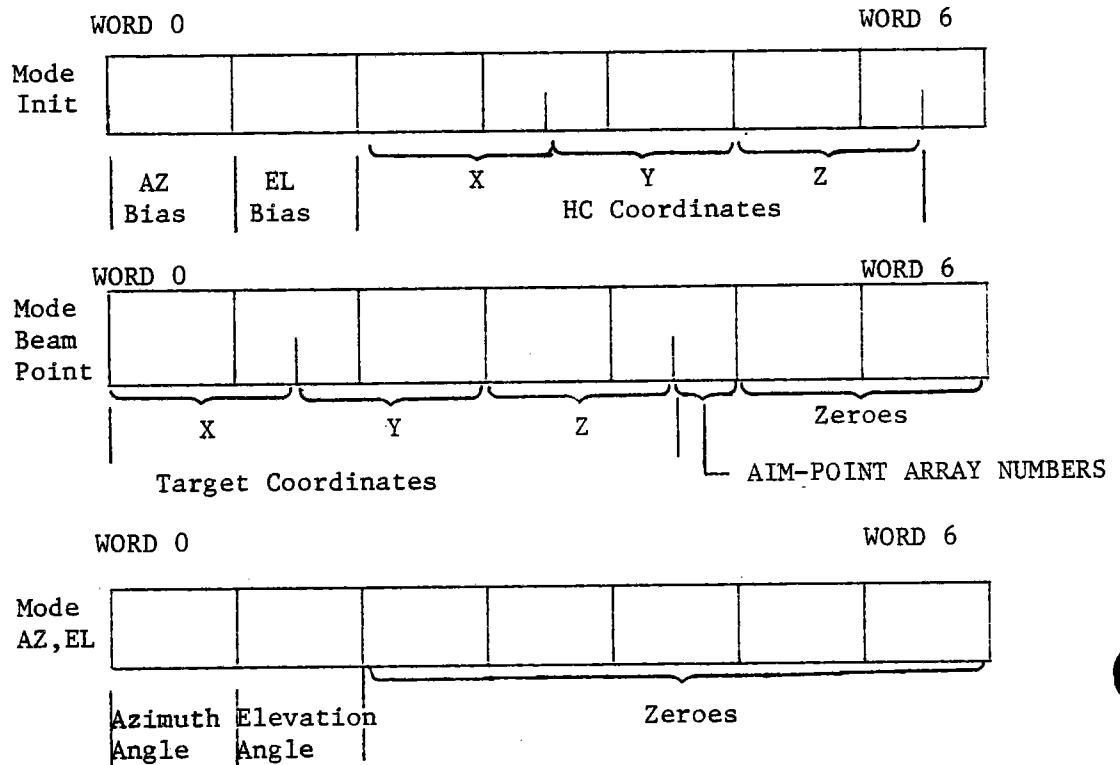 WORD 0 WORD 6
Mode
Init
AZ
Bias
EL
Bias
X Y Z
HC Coordinates
WORD 0 WORD 6
Mode
Beam
Point
X Y Z Zeroes
Target Coordinates
AIM-POINT ARRAY NUMBERS
WORD 0 WORD 6
Mode
AZ,EL
Azimuth
Angle
Elevation
Angle
Zeroes